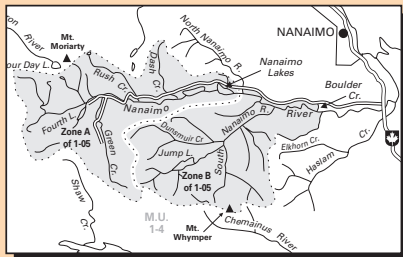 ron
River
Mt.
Moriarty
our Day L.
Rush Cr.
Dash
Cr.
North Nanaimo R.
NANAIMO
Nanaimo
Lakes
Boulder
Cr.
Nanaimo
River
Fourth L.
Zone A
of 1-05
Green
Cr.
Dunsmuir Cr.
Nanaimo R.
South
Jump L.
Zone B
of 1-05
Elkhorn Cr.
Haslam
Cr.
Shaw
Cr.
M.U.
1-4
Mt.
Whymper
Chemainus River